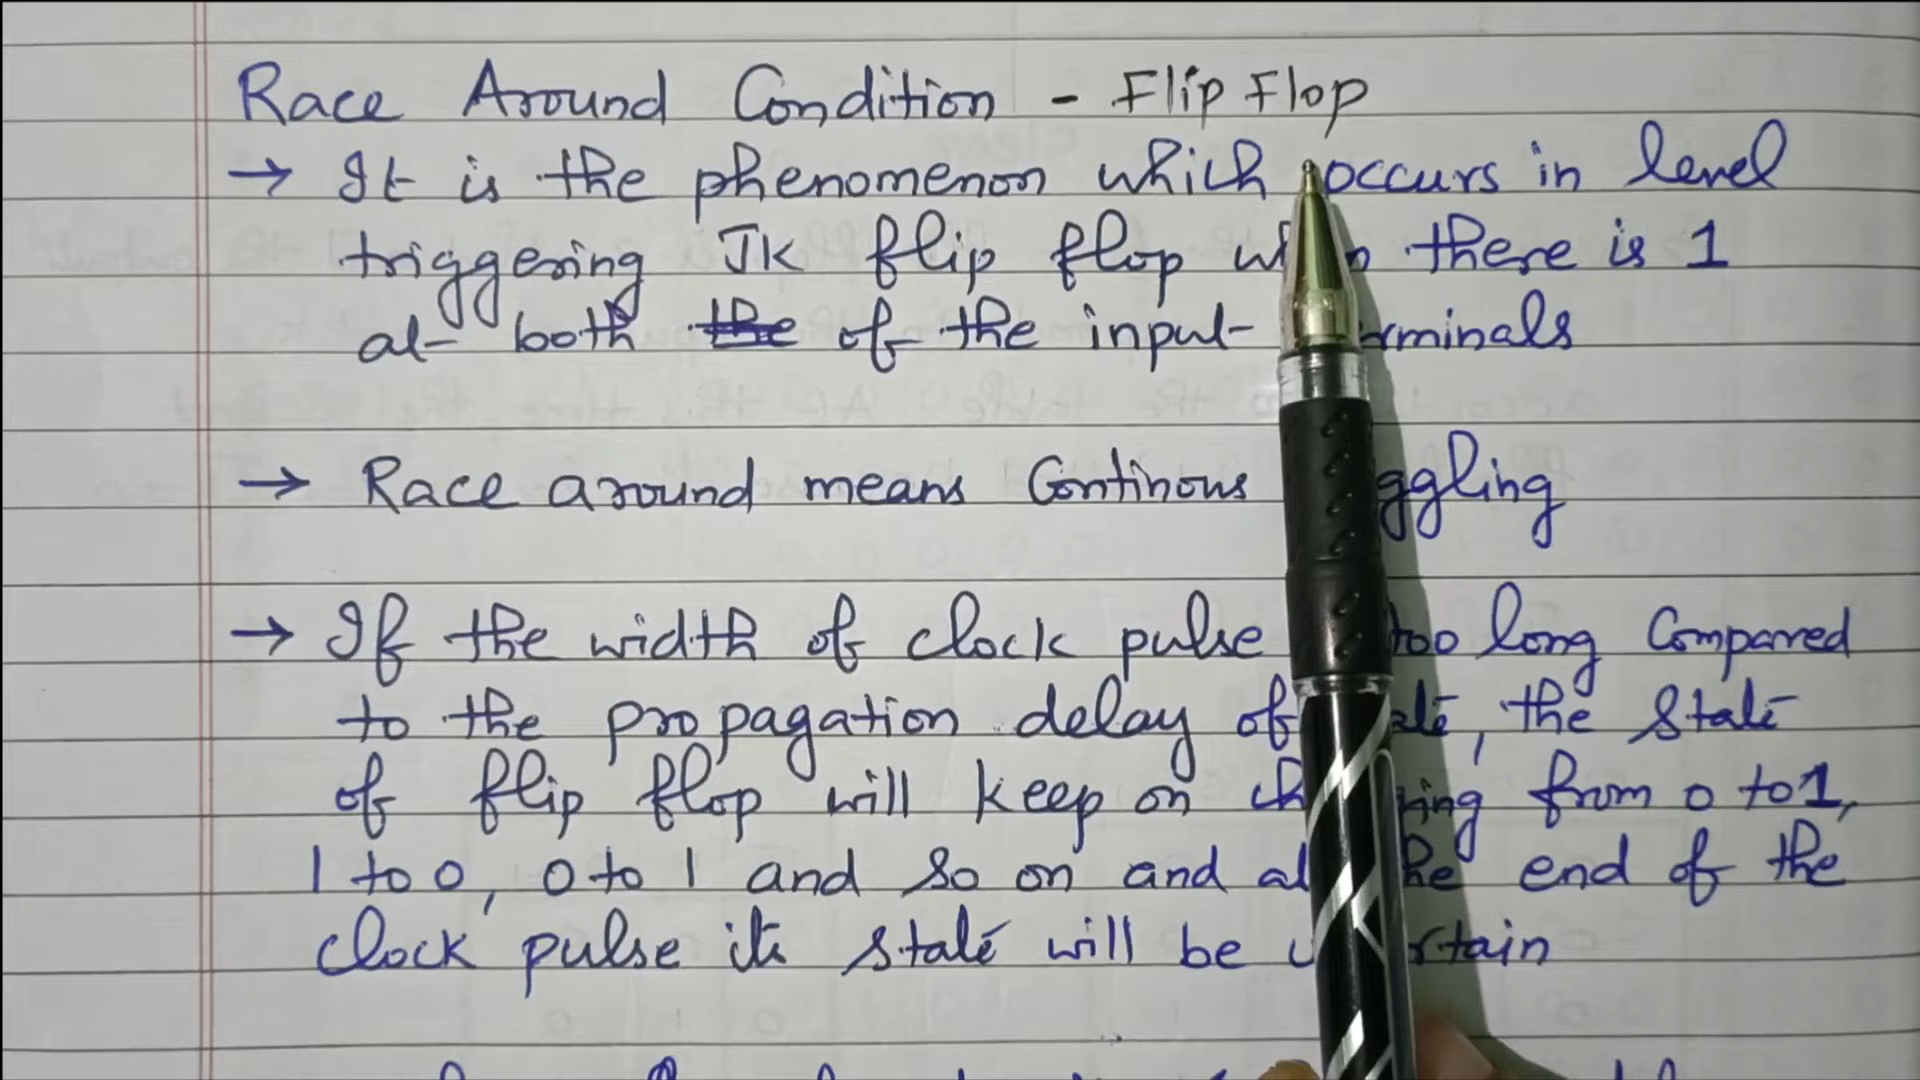 Race Around Condition - Flip Flop
→ It is the phenomenon which occurs in level
triggering JK flip flop there is 1
at both the of the input
→ Race around means Continous
→ If the width of clock pulse too long Compared
to the propagation delay of the state
of flip flop will keep on from 0 to 1,
1 to 0, 0 to 1 and so on and at end of the
clock pulse its state will be